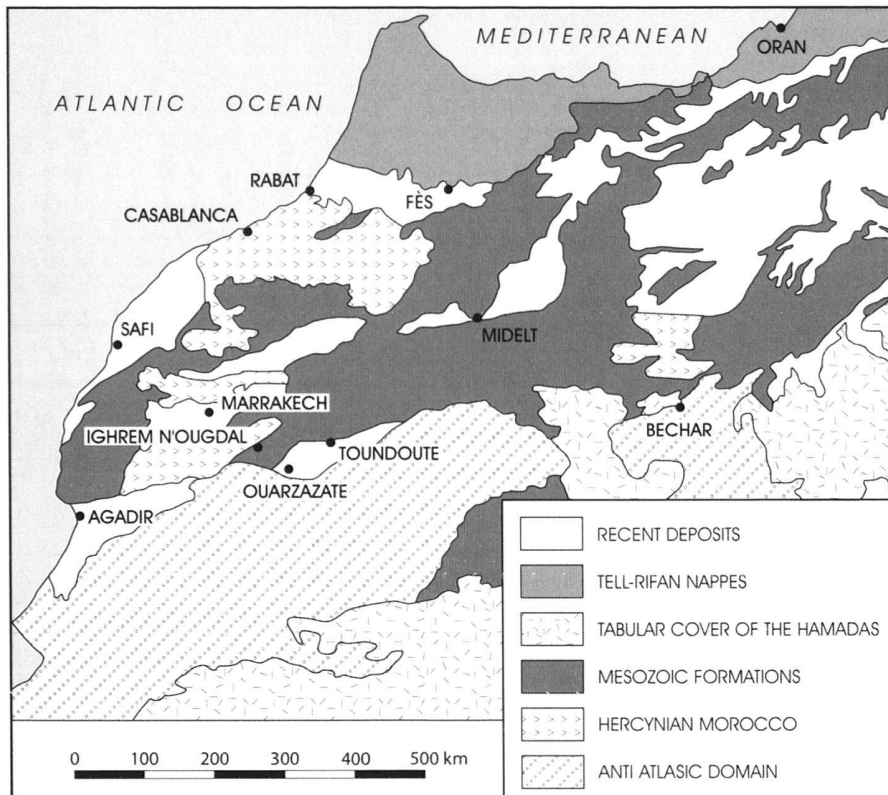 MEDITERRANEAN
ORAN
ATLANTIC OCEAN
RABAT
FÈS
CASABLANCA
SAFI
MIDELT
MARRAKECH
BECHAR
IGHREM N'OUGDAL
TOUNDOUTE
OUARZAZATE
AGADIR
RECENT DEPOSITS
TELL-RIFAN NAPPES
TABULAR COVER OF THE HAMADAS
MESOZOIC FORMATIONS
HERCYNIAN MOROCCO
ANTI ATLASIC DOMAIN
0 100 200 300 400 500 km